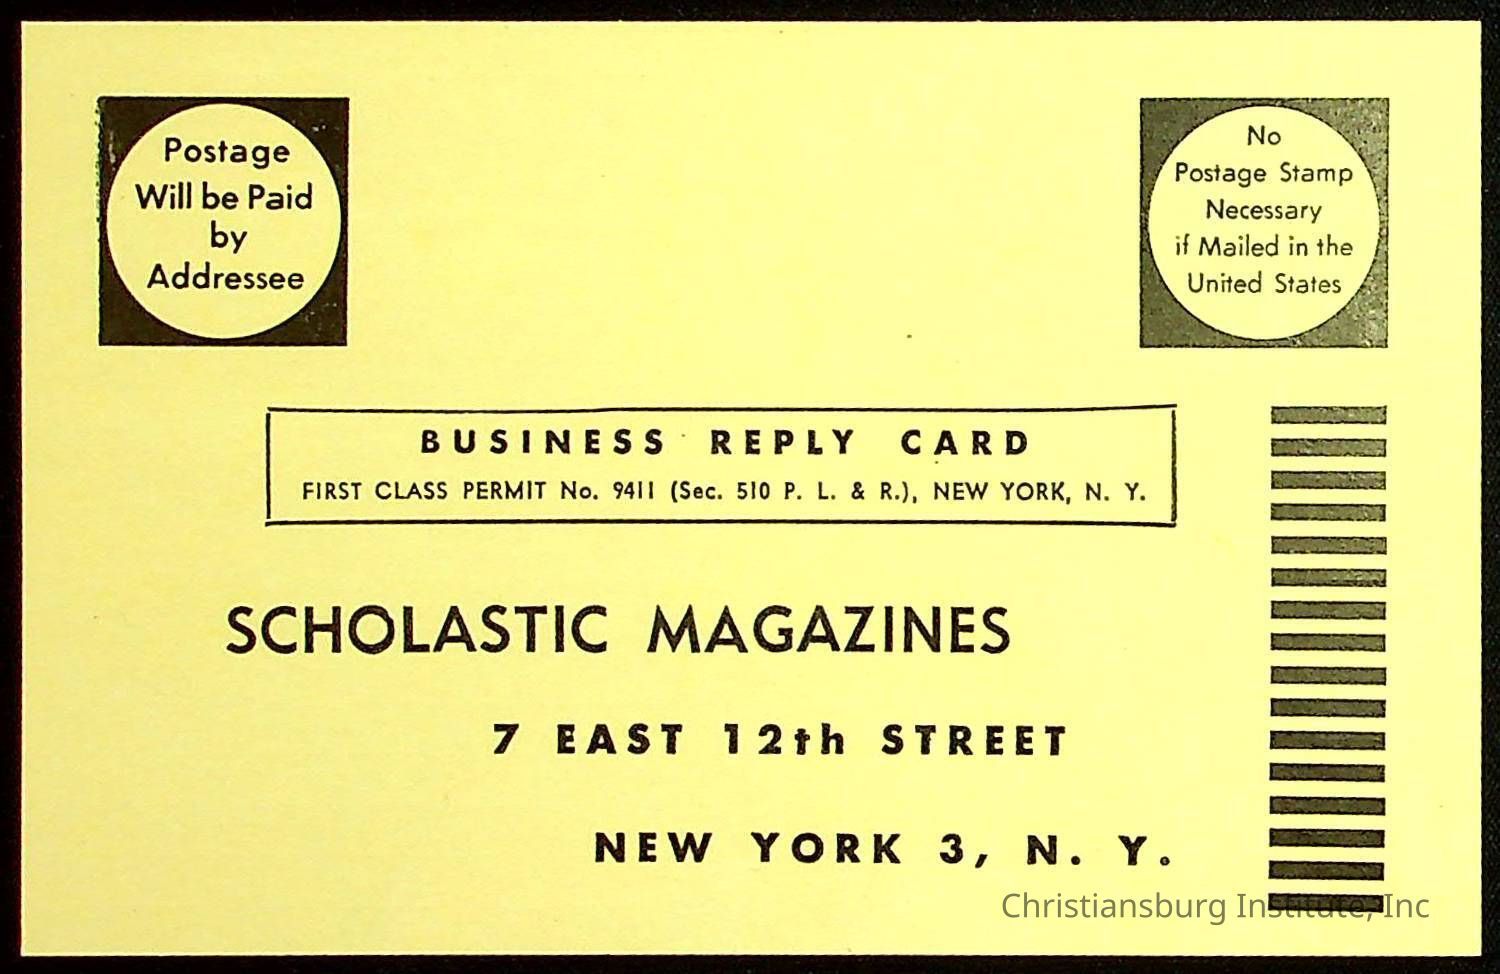 Postage
Will be Paid
by
Addressee
No
Postage Stamp
Necessary
if Mailed in the
United States
BUSINESS REPLY CARD
FIRST CLASS PERMIT No. 9411 (Sec. 510 P. L. & R.), NEW YORK, N. Y.
SCHOLASTIC MAGAZINES
7 EAST 12th STREET
NEW YORK 3, N. Y.
Christiansburg Institute, Inc